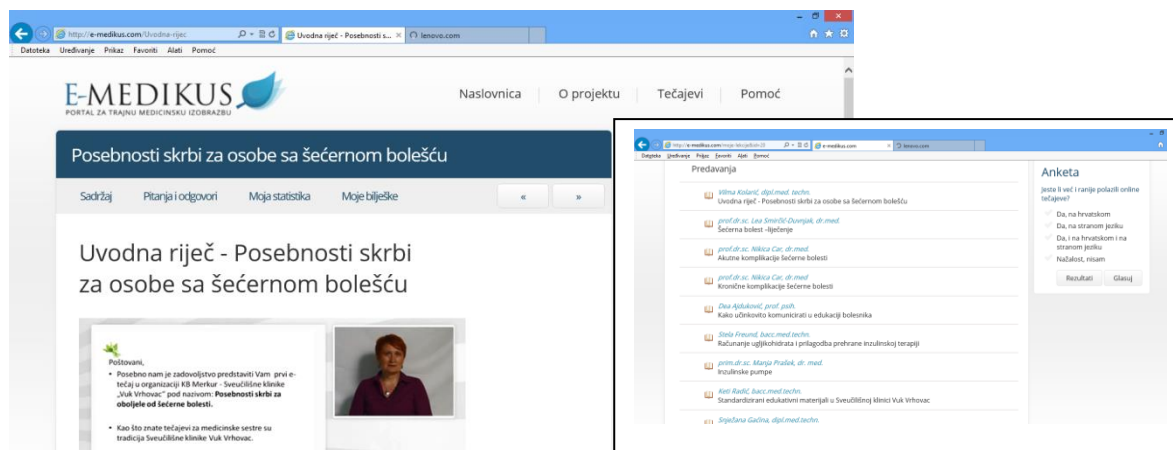 http://e-medikus.com/Uvodna-rijec
Uvodna riječ - Posebnosti s...
lenovo.com
Datoteka Uređivanje Prikaz Favoriti Alati Pomoć
E-MEDIKUS
PORTAL ZA TRAJNU MEDICINSKU IZOBRAZBU
Naslovnica O projektu Tečajevi Pomoć
Posebnosti skrbi za osobe sa šećernom bolešću
Sadržaj Pitanja i odgovori Moja statistika Moje bilješke « »
Uvodna riječ - Posebnosti skrbi
za osobe sa šećernom bolešću
Poštovani,
• Posebno nam je zadovoljstvo predstaviti Vam prvi e-
tečaj u organizaciji KB Merkur - Sveučilišne klinike
„Vuk Vrhovac" pod nazivom: Posebnosti skrbi za
oboljele od šećerne bolesti.
• Kao što znate tečajevi za medicinske sestre su
tradicija Sveučilišne klinike Vuk Vrhovac.
e-medikus.com
lenovo.com
Datoteka Uređivanje Prikaz Favoriti Alati Pomoć
Predavanja
Vilma Kolarić, dipl.med. techn.
Uvodna riječ - Posebnosti skrbi za osobe sa šećernom bolešću
prof.dr.sc. Lea Smirčić-Duvnjak, dr.med.
Šećerna bolest -liječenje
prof.dr.sc. Nikica Car, dr.med.
Akutne komplikacije šećerne bolesti
prof.dr.sc. Nikica Car, dr.med
Kronične komplikacije šećerne bolesti
Dea Ajduković, prof. psih.
Kako učinkovito komunicirati u edukaciji bolesnika
Stela Freund, bacc.med.techn.
Računanje ugljikohidrata i prilagodba prehrane inzulinskoj terapiji
prim.dr.sc. Manja Prašek, dr. med.
Inzulinske pumpe
Keti Radić, bacc.med.techn.
Standardizirani edukativni materijali u Sveučilišnoj klinici Vuk Vrhovac
Snježana Gaćina, dipl.med.techn.
Anketa
Jeste li već i ranije polazili online
tečajeve?
Da, na hrvatskom
Da, na stranom jeziku
Da, i na hrvatskom i na
stranom jeziku
Nažalost, nisam
Rezultati Glasuj